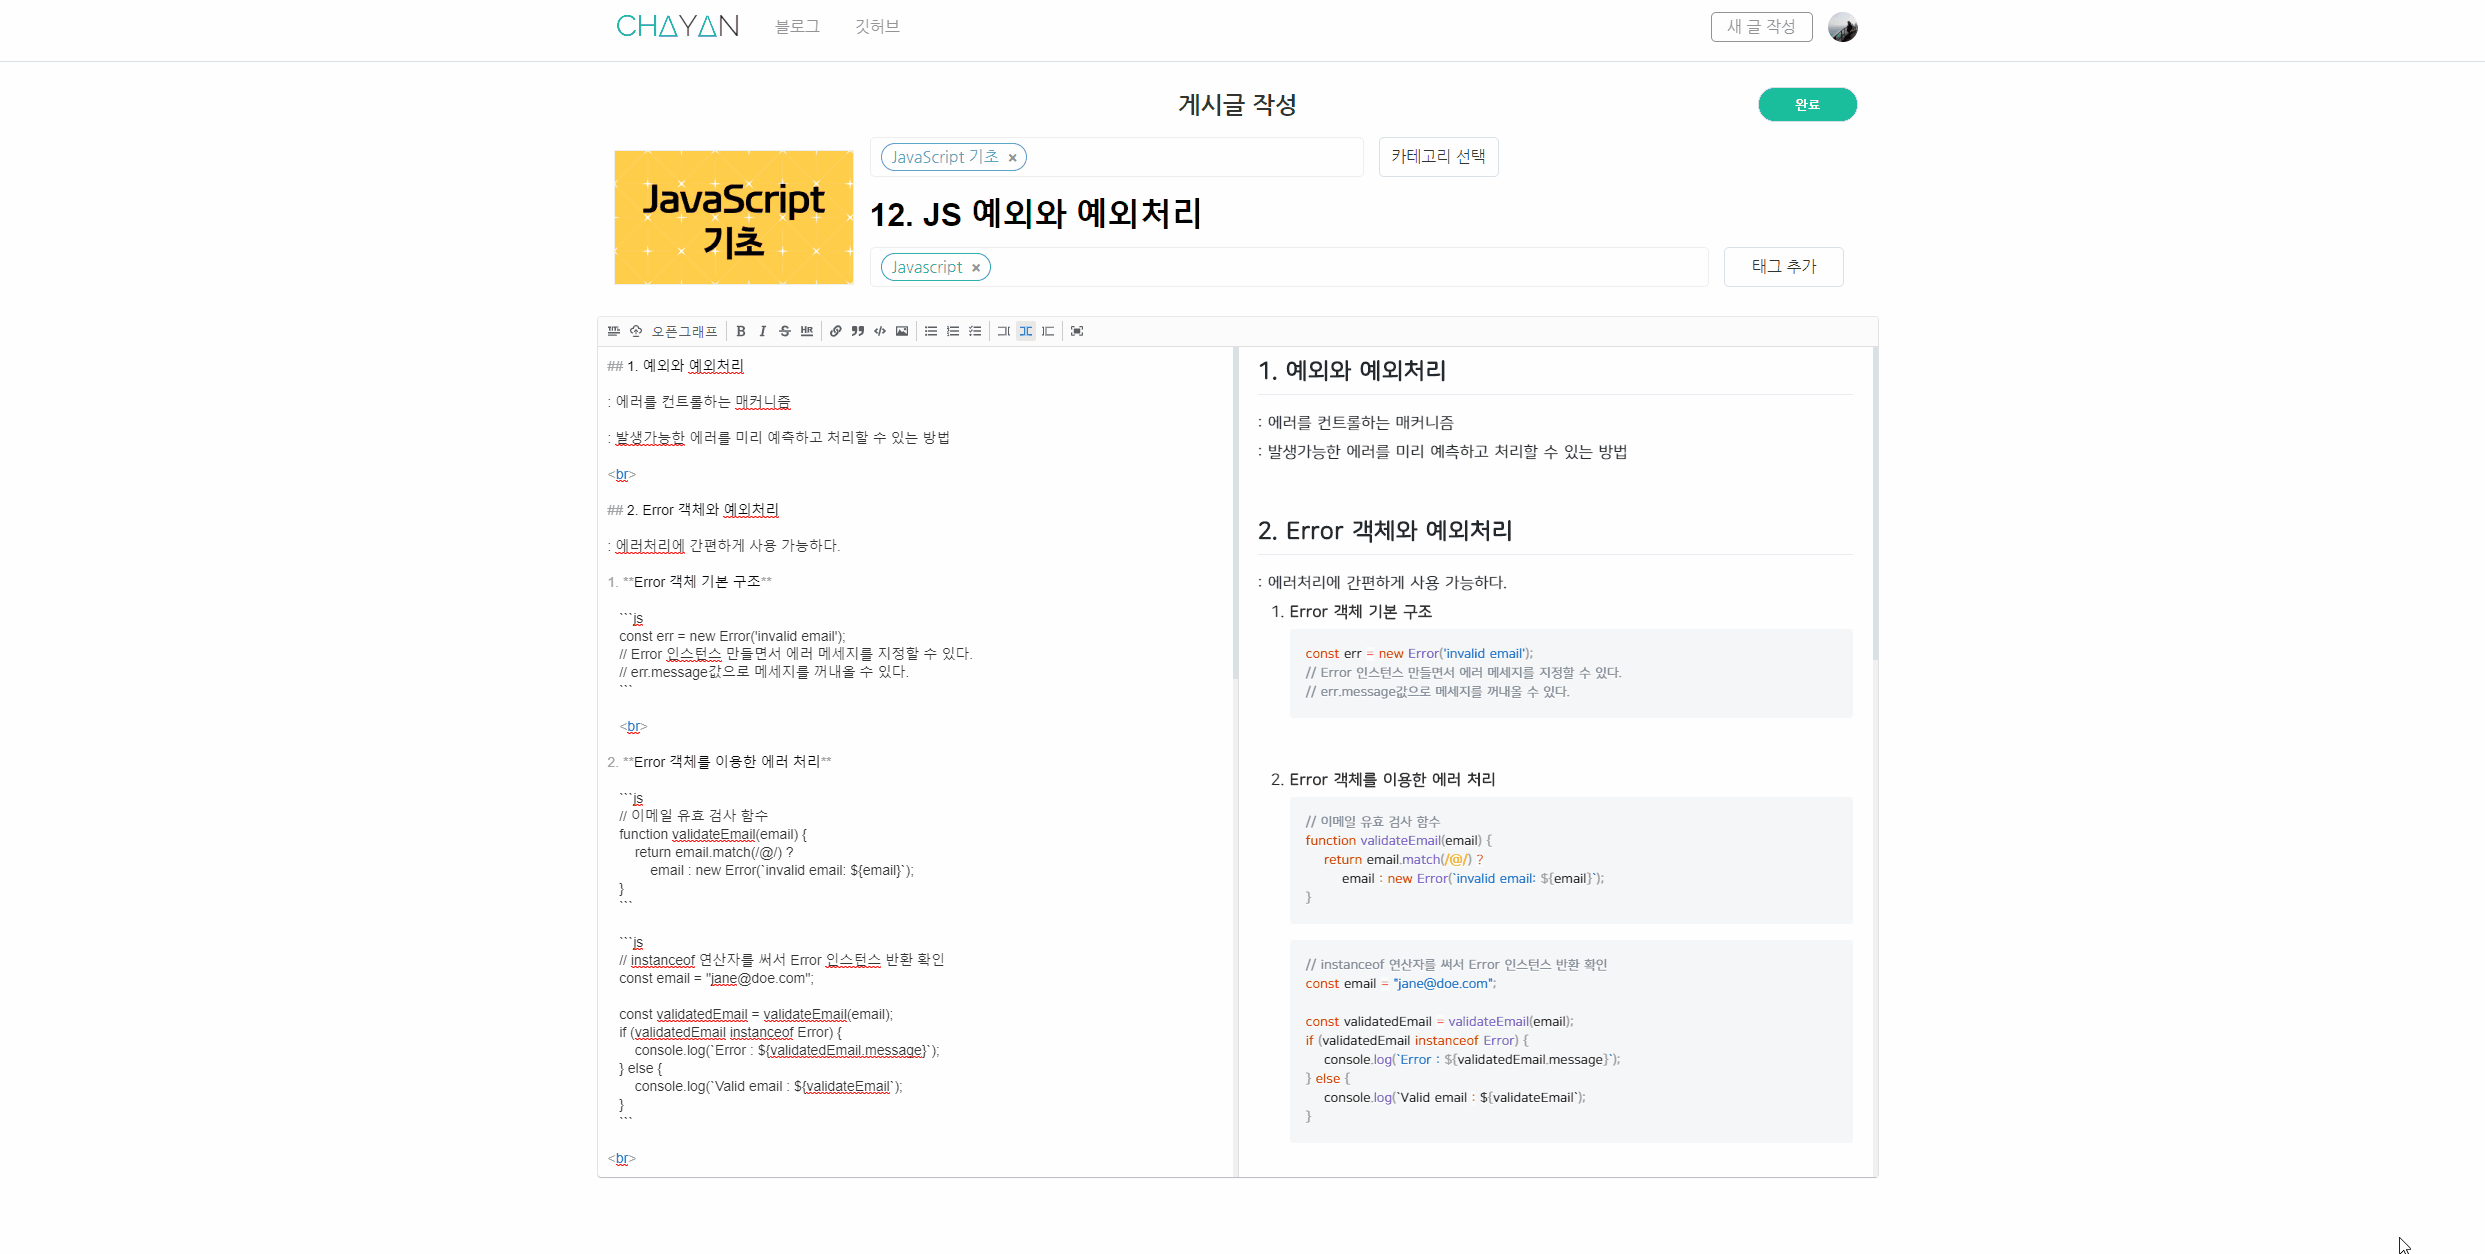 CHAYAN 블로그 깃허브 새 글 작성
게시글 작성 완료
JavaScript
기초
JavaScript 기초 × 카테고리 선택
12. JS 예외와 예외처리
Javascript × 태그 추가
오픈그래프 B I S HR
## 1. 예외와 예외처리
: 에러를 컨트롤하는 매커니즘
: 발생가능한 에러를 미리 예측하고 처리할 수 있는 방법
<br>
## 2. Error 객체와 예외처리
: 에러처리에 간편하게 사용 가능하다.
1. **Error 객체 기본 구조**
```js
const err = new Error('invalid email');
// Error 인스턴스 만들면서 에러 메세지를 지정할 수 있다.
// err.message값으로 메세지를 꺼내올 수 있다.
```
<br>
2. **Error 객체를 이용한 에러 처리**
```js
// 이메일 유효 검사 함수
function validateEmail(email) {
return email.match(/@/) ?
email : new Error(`invalid email: ${email}`);
}
```
```js
// instanceof 연산자를 써서 Error 인스턴스 반환 확인
const email = "jane@doe.com";
const validatedEmail = validateEmail(email);
if (validatedEmail instanceof Error) {
console.log(`Error : ${validatedEmail.message}`);
} else {
console.log(`Valid email : ${validateEmail`);
}
```
<br>
1. 예외와 예외처리
: 에러를 컨트롤하는 매커니즘
: 발생가능한 에러를 미리 예측하고 처리할 수 있는 방법
2. Error 객체와 예외처리
: 에러처리에 간편하게 사용 가능하다.
1. Error 객체 기본 구조
const err = new Error('invalid email');
// Error 인스턴스 만들면서 에러 메세지를 지정할 수 있다.
// err.message값으로 메세지를 꺼내올 수 있다.
2. Error 객체를 이용한 에러 처리
// 이메일 유효 검사 함수
function validateEmail(email) {
return email.match(/@/) ?
email : new Error(`invalid email: ${email}`);
}
// instanceof 연산자를 써서 Error 인스턴스 반환 확인
const email = "jane@doe.com";
const validatedEmail = validateEmail(email);
if (validatedEmail instanceof Error) {
console.log(`Error : ${validatedEmail.message}`);
} else {
console.log(`Valid email : ${validateEmail`);
}